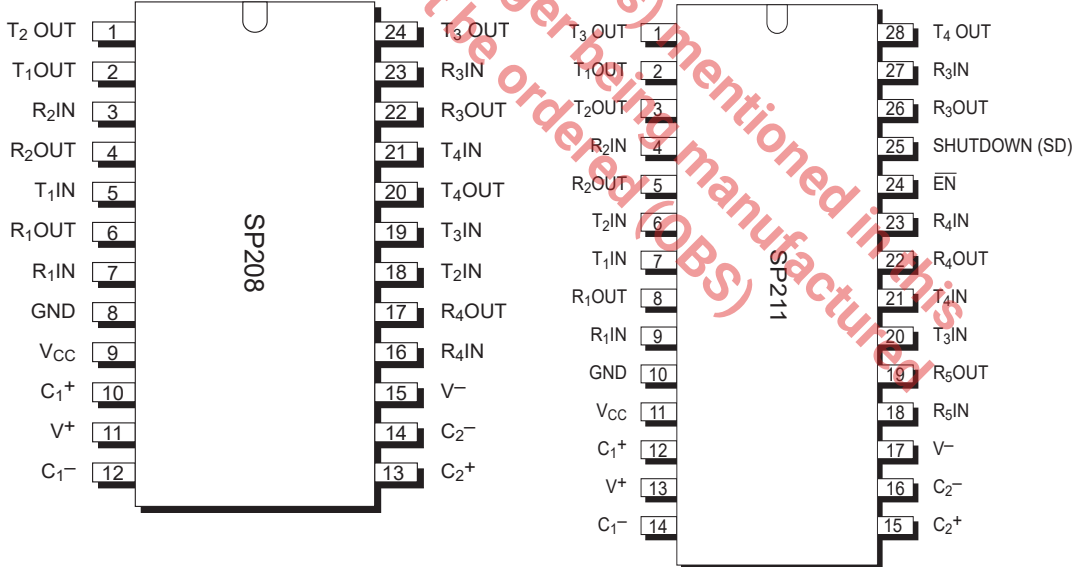 T2 OUT 1
T1OUT 2
R2IN 3
R2OUT 4
T1IN 5
R1OUT 6
R1IN 7
GND 8
VCC 9
C1+ 10
V+ 11
C1– 12
SP208
24 T3 OUT
23 R3IN
22 R3OUT
21 T4IN
20 T4OUT
19 T3IN
18 T2IN
17 R4OUT
16 R4IN
15 V–
14 C2–
13 C2+
T3 OUT 1
T1OUT 2
T2OUT 3
R2IN 4
R2OUT 5
T2IN 6
T1IN 7
R1OUT 8
R1IN 9
GND 10
VCC 11
C1+ 12
V+ 13
C1– 14
SP211
28 T4 OUT
27 R3IN
26 R3OUT
25 SHUTDOWN (SD)
24 E̅N̅
23 R4IN
22 R4OUT
21 T4IN
20 T3IN
19 R5OUT
18 R5IN
17 V–
16 C2–
15 C2+
s) mentioned in this
ger being manufactured
t be ordered (OBS)